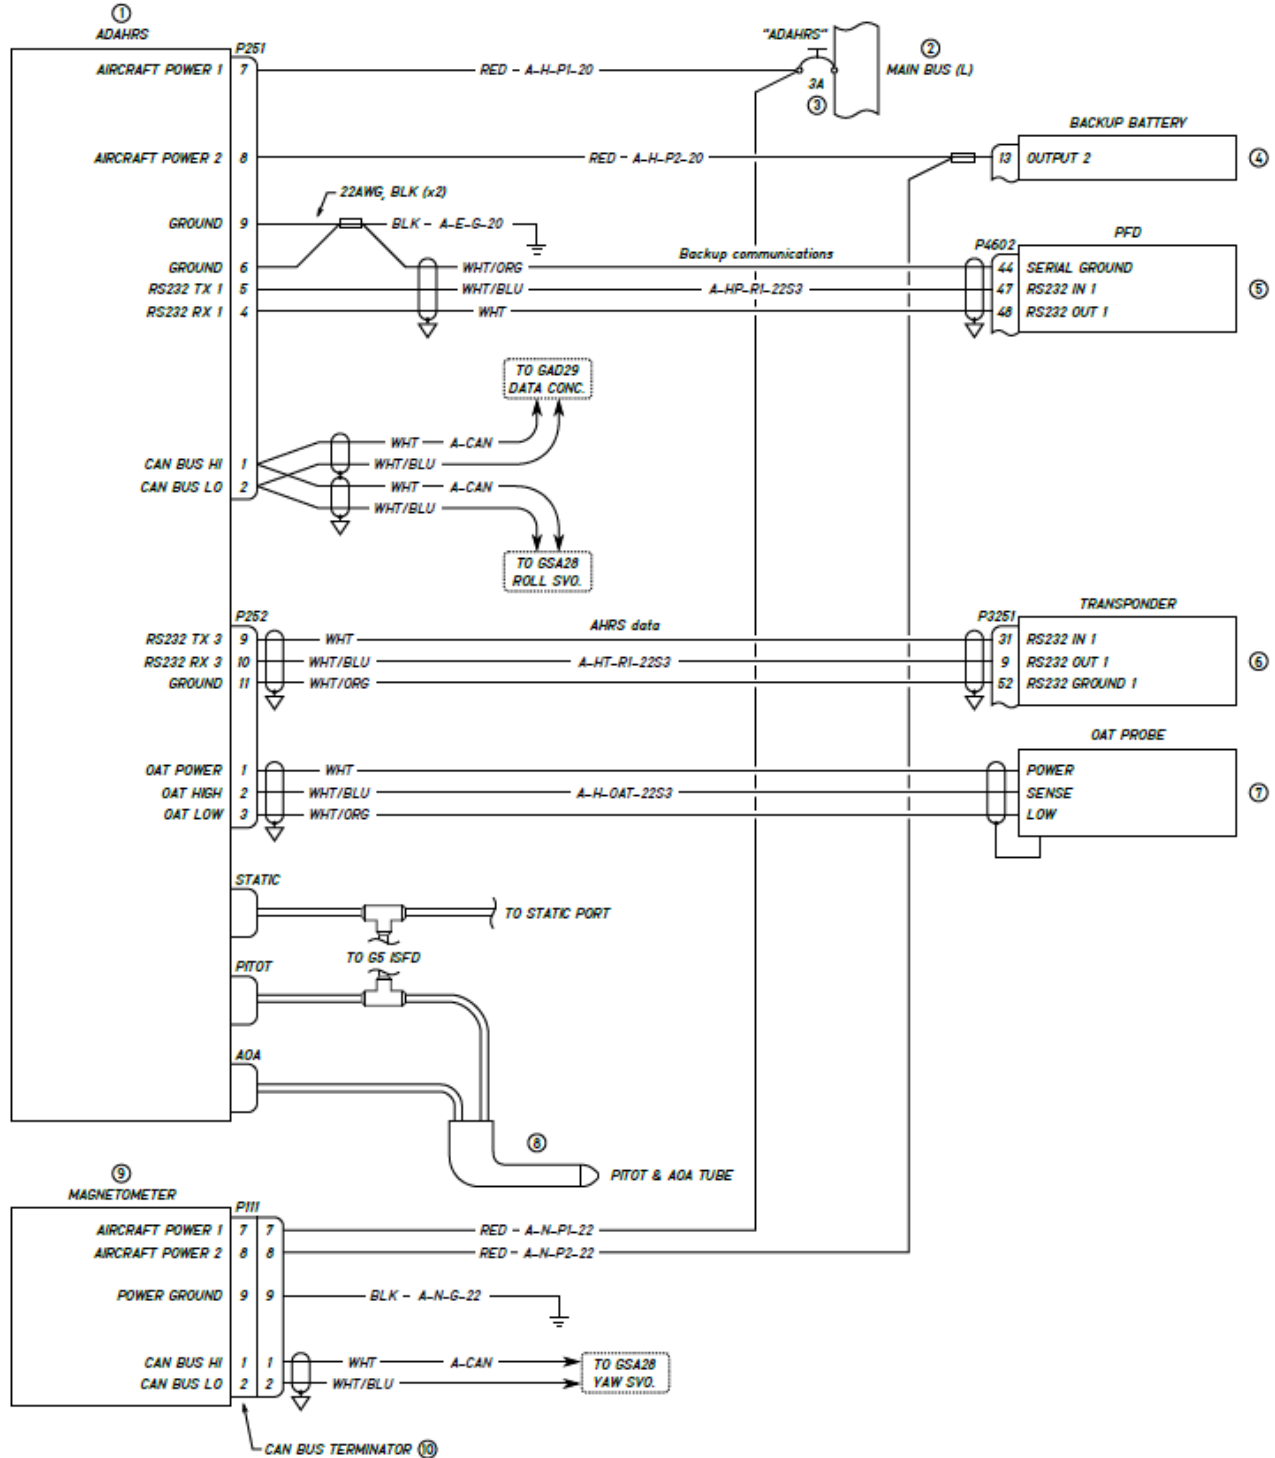 ①
ADAHRS
P251
AIRCRAFT POWER 1 7 RED - A-H-P1-20
"ADAHRS"
3A
③
②
MAIN BUS (L)
BACKUP BATTERY
AIRCRAFT POWER 2 8 RED - A-H-P2-20 13 OUTPUT 2 ④
22AWG, BLK (x2)
GROUND 9 BLK - A-E-G-20
PFD
P4602
Backup communications
GROUND 6 WHT/ORG 44 SERIAL GROUND
RS232 TX 1 5 WHT/BLU A-HP-R1-22S3 47 RS232 IN 1 ⑤
RS232 RX 1 4 WHT 48 RS232 OUT 1
TO GAD29
DATA CONC.
WHT A-CAN
CAN BUS HI 1 WHT/BLU
CAN BUS LO 2 WHT A-CAN
WHT/BLU
TO GSA28
ROLL SVO.
TRANSPONDER
P252 P3251
AHRS data
RS232 TX 3 9 WHT 31 RS232 IN 1
RS232 RX 3 10 WHT/BLU A-HT-R1-22S3 9 RS232 OUT 1 ⑥
GROUND 11 WHT/ORG 52 RS232 GROUND 1
OAT PROBE
OAT POWER 1 WHT POWER
OAT HIGH 2 WHT/BLU A-H-OAT-22S3 SENSE ⑦
OAT LOW 3 WHT/ORG LOW
STATIC
TO STATIC PORT
TO G5 ISFD
PITOT
AOA
⑧
PITOT & AOA TUBE
⑨
MAGNETOMETER
P111
AIRCRAFT POWER 1 7 7 RED - A-N-P1-22
AIRCRAFT POWER 2 8 8 RED - A-N-P2-22
POWER GROUND 9 9 BLK - A-N-G-22
CAN BUS HI 1 1 WHT A-CAN
CAN BUS LO 2 2 WHT/BLU
TO GSA28
YAW SVO.
CAN BUS TERMINATOR ⑩